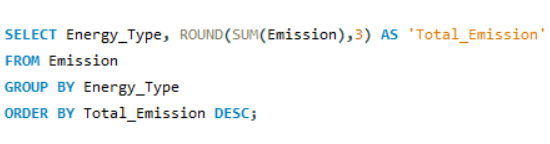 SELECT Energy_Type, ROUND(SUM(Emission),3) AS 'Total_Emission'
FROM Emission
GROUP BY Energy_Type
ORDER BY Total_Emission DESC;